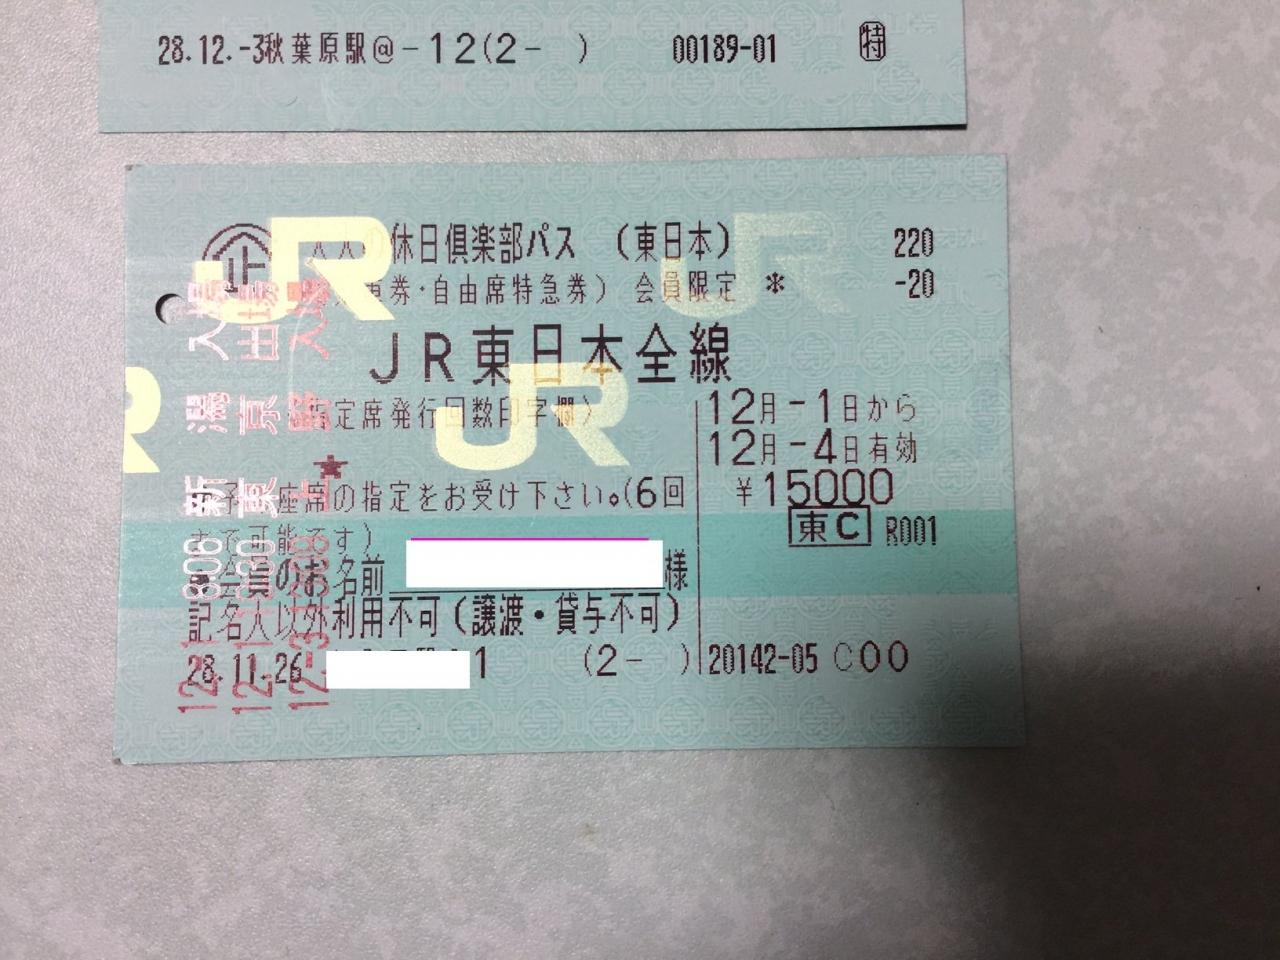 28.12.-3秋葉原駅@-12(2-　) 00189-01 ㊕
休日倶楽部パス (東日本) 220
車券・自由席特急券) 会員限定 * -20
JR東日本全線
指定席発行回数印字欄)
12月-1日から
12月-4日有効
座席の指定をお受け下さい。(6回
￥15000
まで可能です)
東C R001
会員のお名前 様
記名人以外利用不可(譲渡・貸与不可)
28.11.26 1 (2-　) 20142-05 C00
JR
JR
JR
R